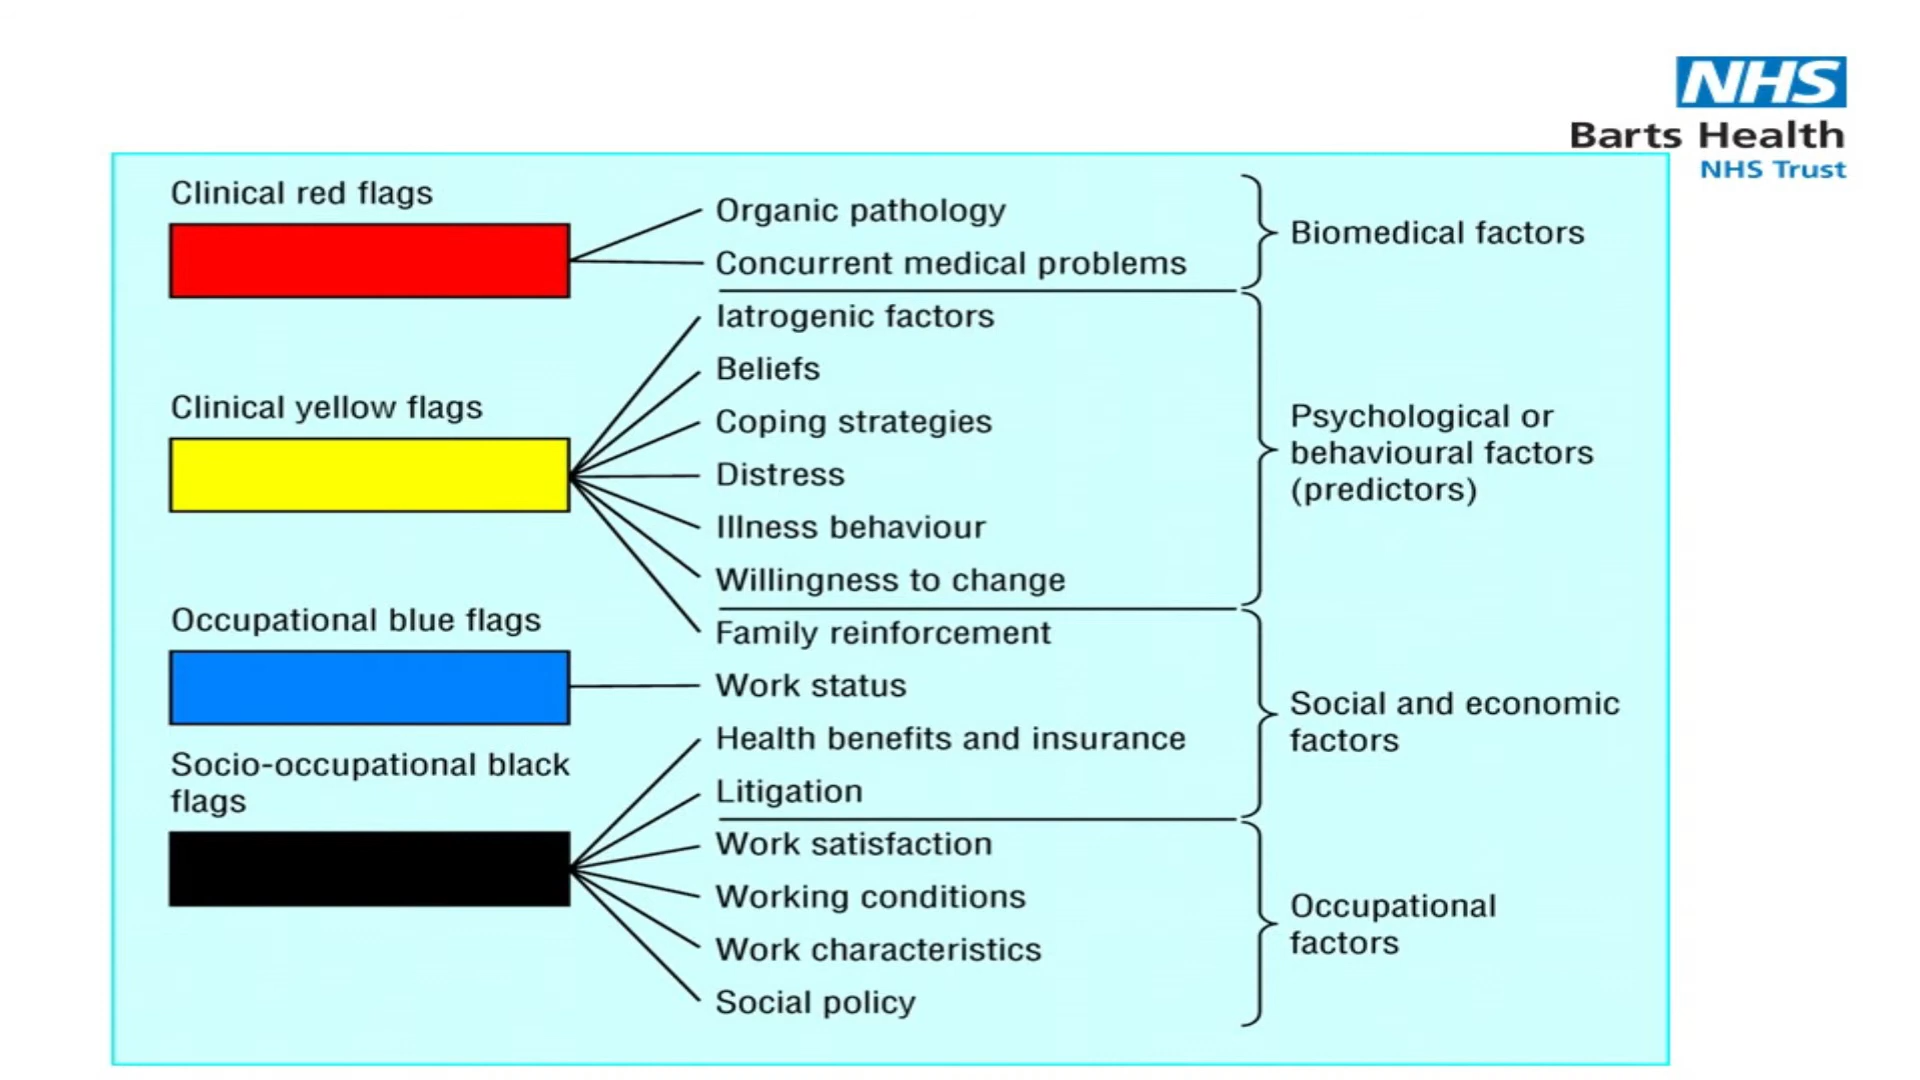 NHS
Barts Health
NHS Trust
Clinical red flags
Organic pathology
Concurrent medical problems
Biomedical factors
Clinical yellow flags
Iatrogenic factors
Beliefs
Coping strategies
Distress
Illness behaviour
Willingness to change
Family reinforcement
Psychological or
behavioural factors
(predictors)
Occupational blue flags
Work status
Socio-occupational black
flags
Health benefits and insurance
Litigation
Work satisfaction
Working conditions
Work characteristics
Social policy
Social and economic
factors
Occupational
factors